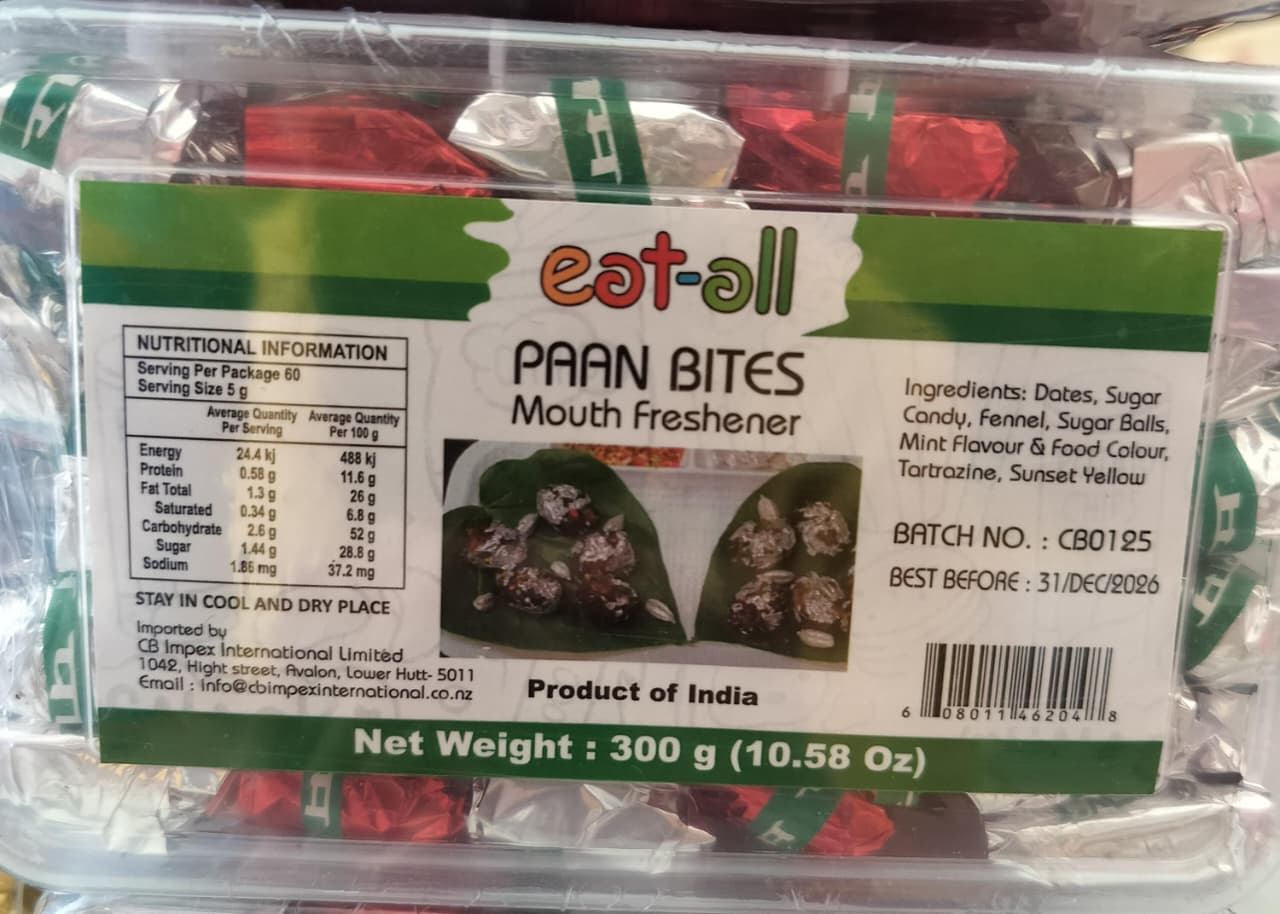 eat-all
PAAN BITES
Mouth Freshener
NUTRITIONAL INFORMATION
Serving Per Package 60
Serving Size 5 g
Average Quantity Per Serving Average Quantity Per 100 g
Energy 24.4 kj 488 kj
Protein 0.58 g 11.6 g
Fat Total 1.3 g 26 g
Saturated 0.34 g 6.8 g
Carbohydrate 2.6 g 52 g
Sugar 1.44 g 28.8 g
Sodium 1.86 mg 37.2 mg
STAY IN COOL AND DRY PLACE
Imported by
CB Impex International Limited
1042, Hight street, Avalon, Lower Hutt- 5011
Email : Info@cbimpexinternational.co.nz
Product of India
Ingredients: Dates, Sugar
Candy, Fennel, Sugar Balls,
Mint Flavour & Food Colour,
Tartrazine, Sunset Yellow
BATCH NO. : CB0125
BEST BEFORE : 31/DEC/2026
6 08011 46204 8
Net Weight : 300 g (10.58 Oz)